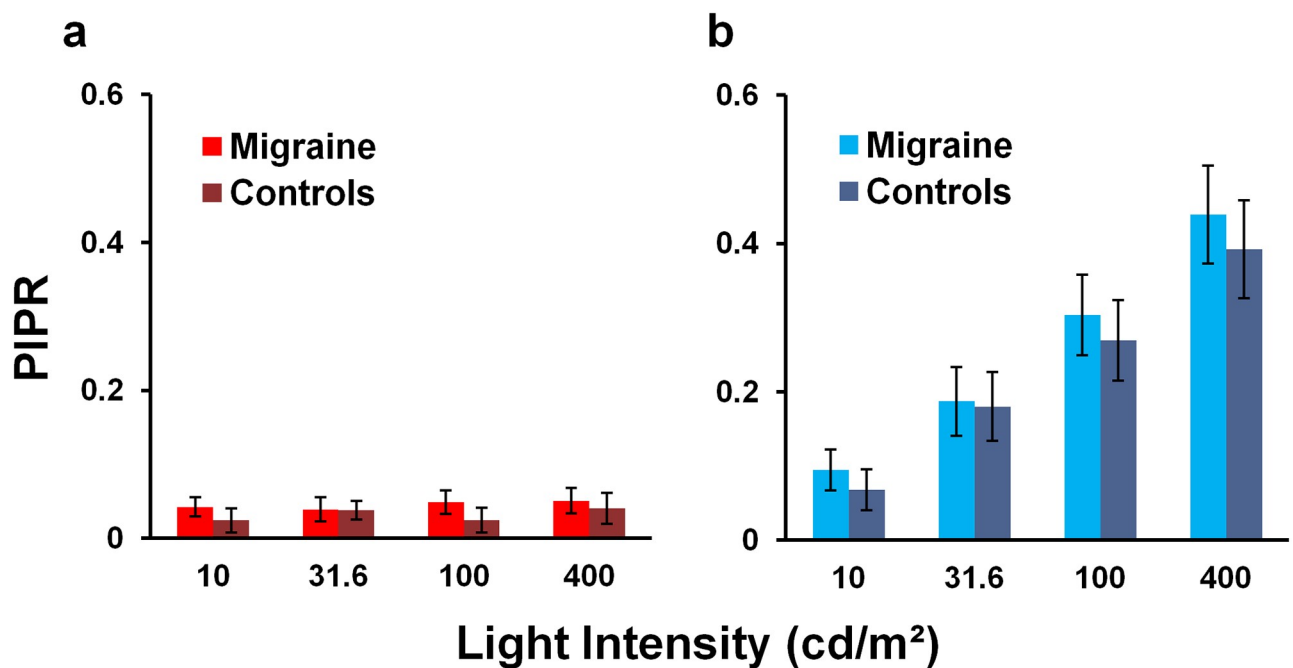 a
0.6
0.4
0.2
0
PIPR
Migraine
Controls
10 31.6 100 400
b
0.6
0.4
0.2
0
Migraine
Controls
10 31.6 100 400
Light Intensity (cd/m²)